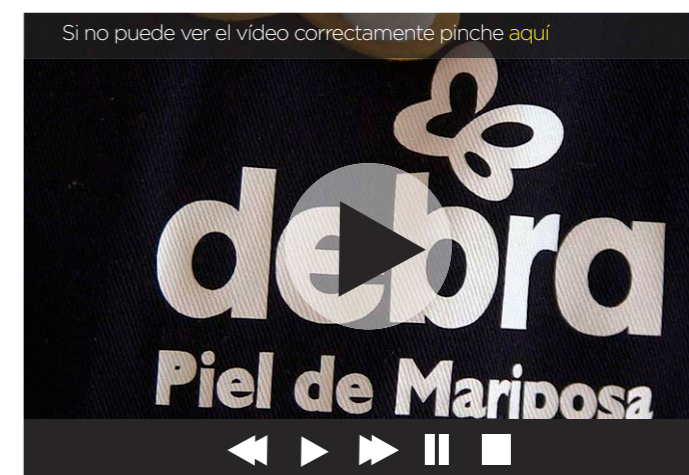 Si no puede ver el vídeo correctamente pinche aquí
debra
Piel de Mariposa